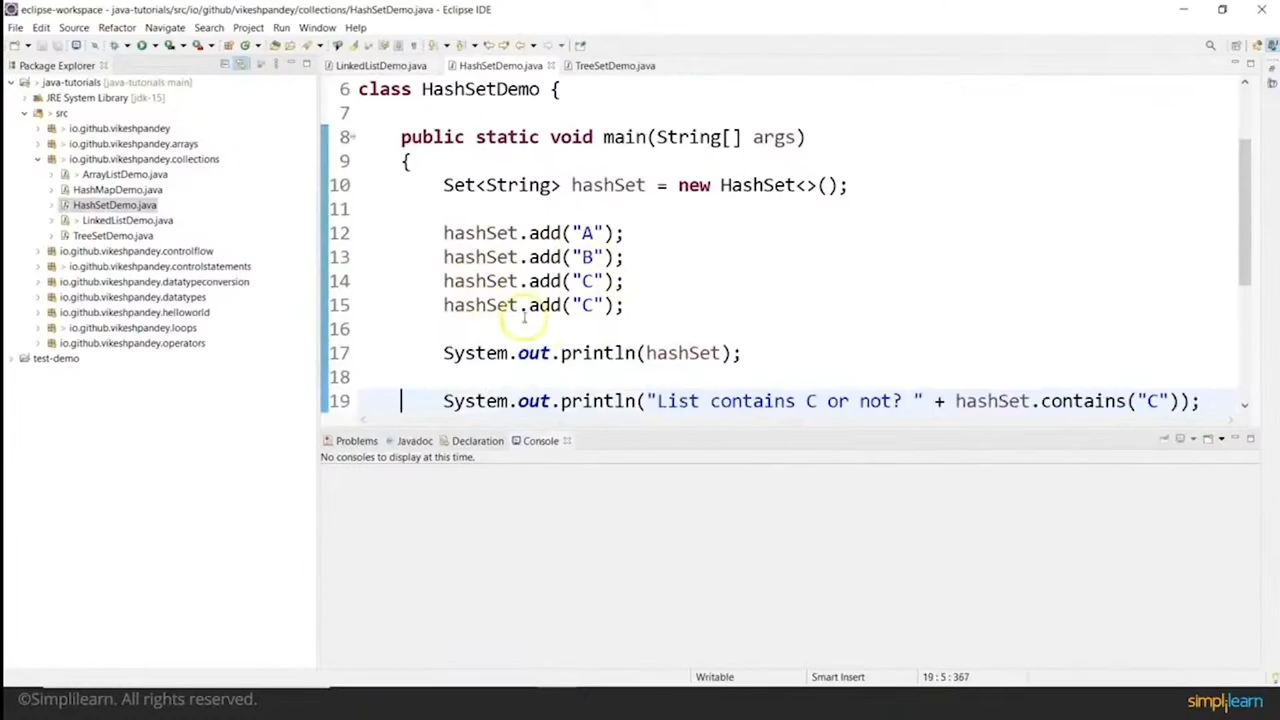 eclipse-workspace - java-tutorials/src/io/github/vikeshpandey/collections/HashSetDemo.java - Eclipse IDE
File Edit Source Refactor Navigate Search Project Run Window Help
Package Explorer
LinkedListDemo.java
HashSetDemo.java
TreeSetDemo.java
> java-tutorials [java-tutorials main]
JRE System Library [jdk-15]
> src
> io.github.vikeshpandey
> io.github.vikeshpandey.arrays
> io.github.vikeshpandey.collections
> ArrayListDemo.java
HashMapDemo.java
HashSetDemo.java
> LinkedListDemo.java
TreeSetDemo.java
io.github.vikeshpandey.controlflow
> io.github.vikeshpandey.controlstatements
io.github.vikeshpandey.datatypeconversion
io.github.vikeshpandey.datatypes
io.github.vikeshpandey.helloworld
> io.github.vikeshpandey.loops
io.github.vikeshpandey.operators
test-demo
6 class HashSetDemo {
7
8 public static void main(String[] args)
9 {
10 Set<String> hashSet = new HashSet<>();
11
12 hashSet.add("A");
13 hashSet.add("B");
14 hashSet.add("C");
15 hashSet.add("C");
16
17 System.out.println(hashSet);
18
19 System.out.println("List contains C or not? " + hashSet.contains("C"));
Problems Javadoc Declaration Console
No consoles to display at this time.
Writable Smart Insert 19 : 5 : 367
©Simplilearn. All rights reserved.
simplilearn